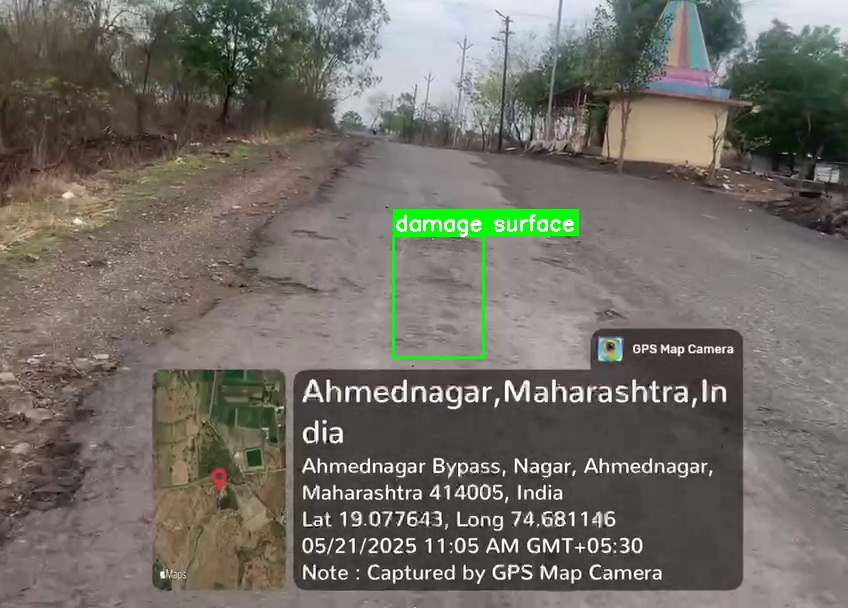 damage surface
GPS Map Camera
Ahmednagar,Maharashtra,In
dia
Ahmednagar Bypass, Nagar, Ahmednagar,
Maharashtra 414005, India
Lat 19.077643, Long 74.681146
05/21/2025 11:05 AM GMT+05:30
Note : Captured by GPS Map Camera
Maps